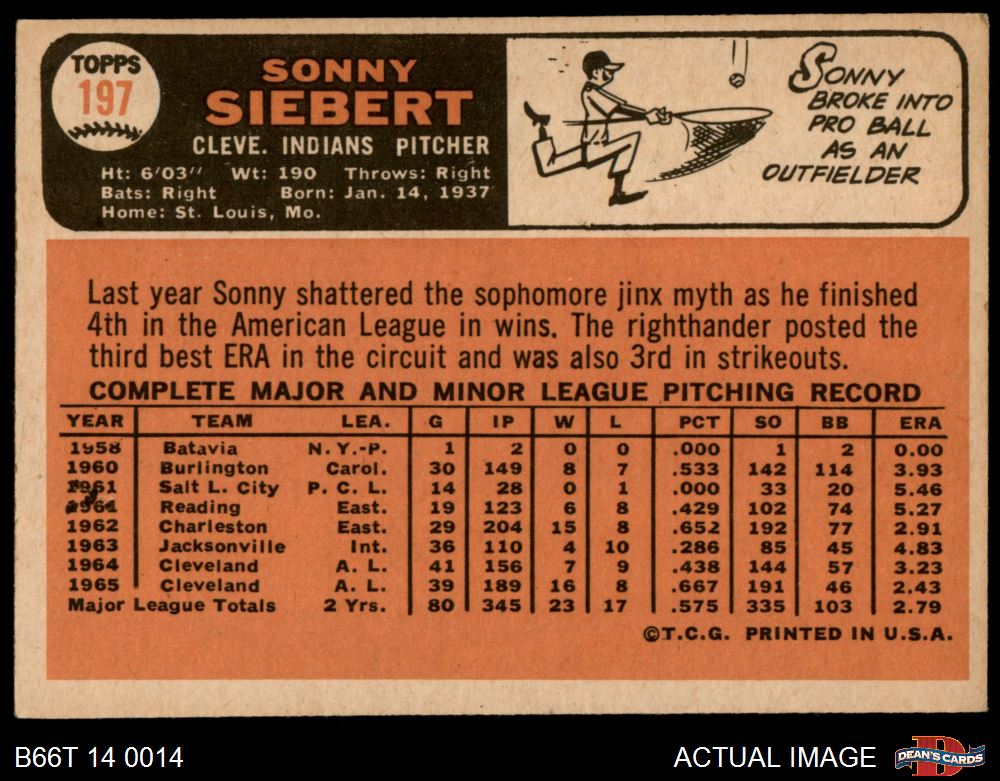 TOPPS
197
SONNY
SIEBERT
CLEVE. INDIANS PITCHER
Ht: 6'03" Wt: 190 Throws: Right
Bats: Right Born: Jan. 14, 1937
Home: St. Louis, Mo.
SONNY
BROKE INTO
PRO BALL
AS AN
OUTFIELDER
Last year Sonny shattered the sophomore jinx myth as he finished
4th in the American League in wins. The righthander posted the
third best ERA in the circuit and was also 3rd in strikeouts.
COMPLETE MAJOR AND MINOR LEAGUE PITCHING RECORD
YEAR TEAM LEA. G IP W L PCT SO BB ERA
1958 Batavia N.Y.-P. 1 2 0 0 .000 1 2 0.00
1960 Burlington Carol. 30 149 8 7 .533 142 114 3.93
1961 Salt L. City P. C. L. 14 28 0 1 .000 33 20 5.46
1961 Reading East. 19 123 6 8 .429 102 74 5.27
1962 Charleston East. 29 204 15 8 .652 192 77 2.91
1963 Jacksonville Int. 36 110 4 10 .286 85 45 4.83
1964 Cleveland A. L. 41 156 7 9 .438 144 57 3.23
1965 Cleveland A. L. 39 189 16 8 .667 191 46 2.43
Major League Totals 2 Yrs. 80 345 23 17 .575 335 103 2.79
©T.C.G. PRINTED IN U.S.A.
B66T 14 0014
ACTUAL IMAGE
D
DEAN'S CARDS